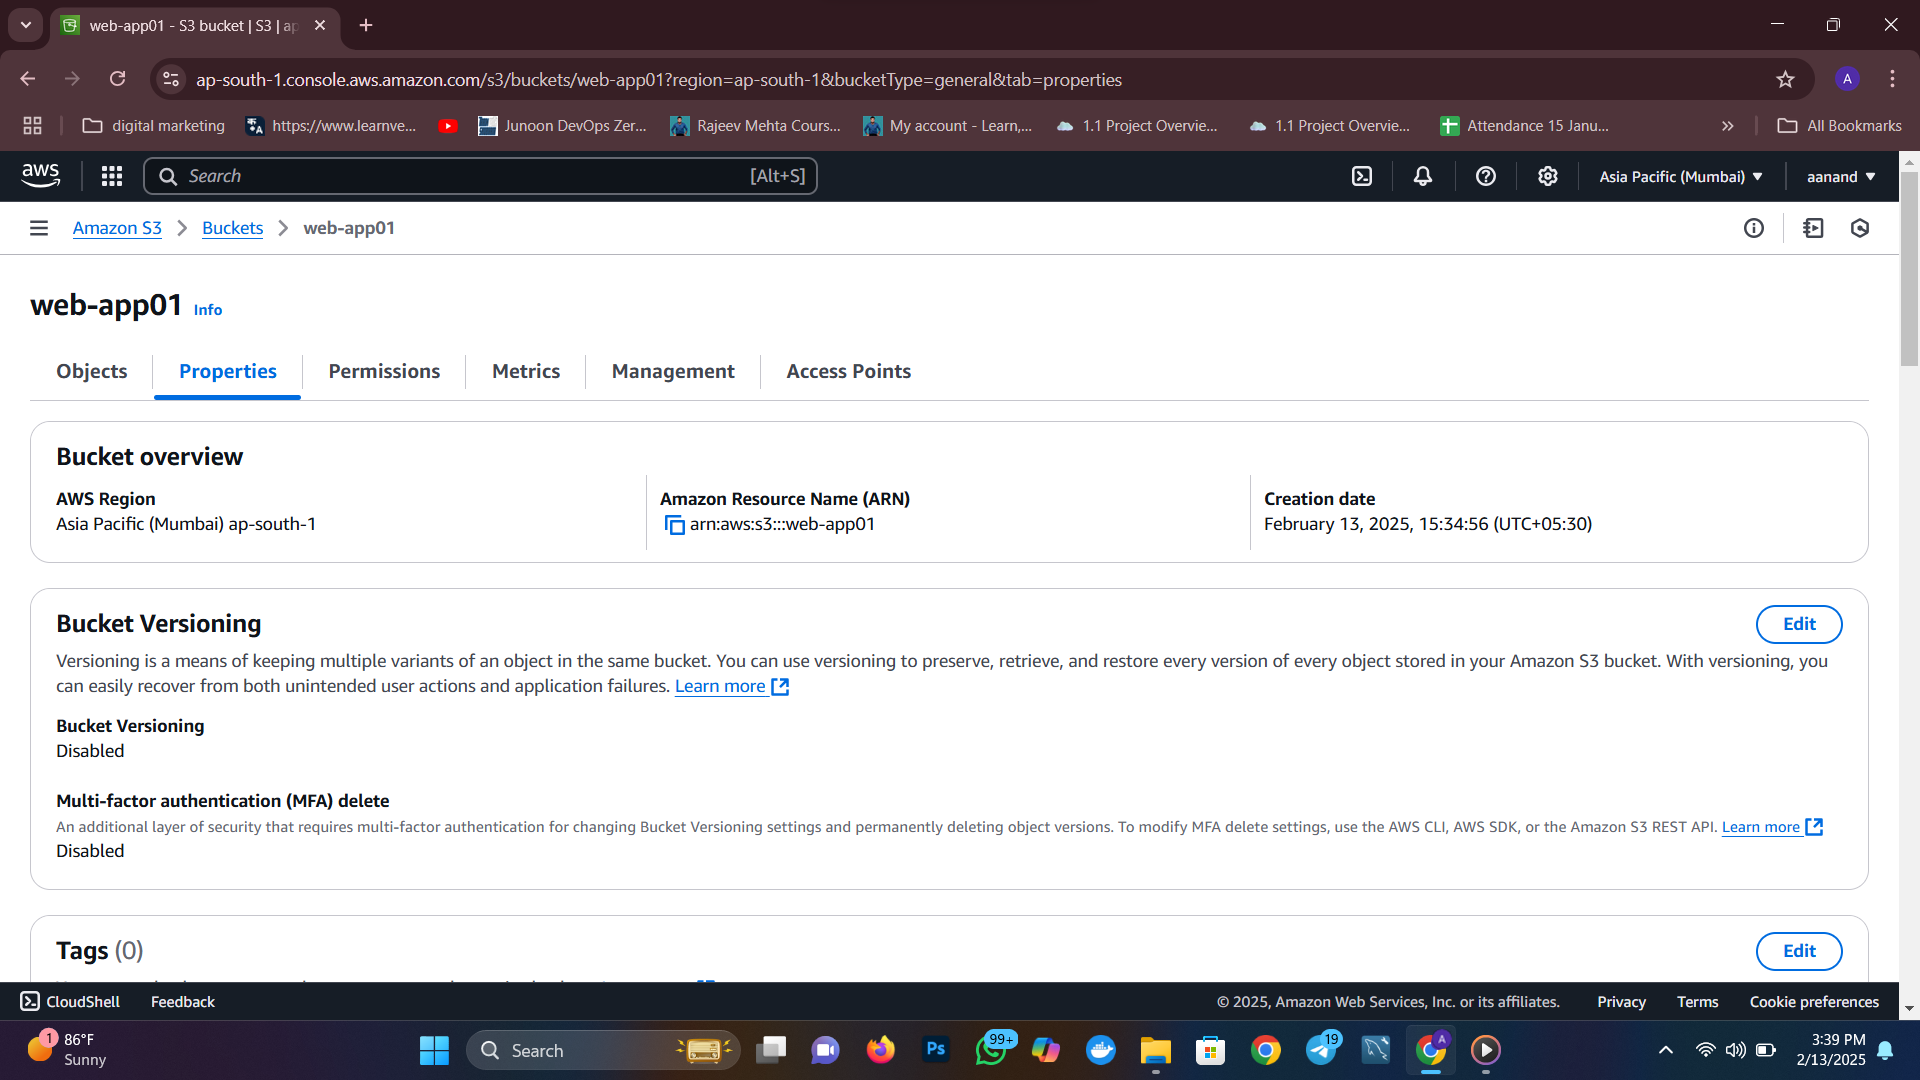 web-app01 - S3 bucket | S3 | ap
ap-south-1.console.aws.amazon.com/s3/buckets/web-app01?region=ap-south-1&bucketType=general&tab=properties
A
digital marketing
https://www.learnve...
Junoon DevOps Zer...
Rajeev Mehta Cours...
My account - Learn,...
1.1 Project Overvie...
1.1 Project Overvie...
Attendance 15 Janu...
All Bookmarks
aws
Search
[Alt+S]
Asia Pacific (Mumbai)
aanand
Amazon S3
Buckets
web-app01
web-app01 Info
Objects
Properties
Permissions
Metrics
Management
Access Points
Bucket overview
AWS Region
Asia Pacific (Mumbai) ap-south-1
Amazon Resource Name (ARN)
arn:aws:s3:::web-app01
Creation date
February 13, 2025, 15:34:56 (UTC+05:30)
Bucket Versioning
Edit
Versioning is a means of keeping multiple variants of an object in the same bucket. You can use versioning to preserve, retrieve, and restore every version of every object stored in your Amazon S3 bucket. With versioning, you
can easily recover from both unintended user actions and application failures. Learn more
Bucket Versioning
Disabled
Multi-factor authentication (MFA) delete
An additional layer of security that requires multi-factor authentication for changing Bucket Versioning settings and permanently deleting object versions. To modify MFA delete settings, use the AWS CLI, AWS SDK, or the Amazon S3 REST API. Learn more
Disabled
Tags (0)
Edit
CloudShell
Feedback
© 2025, Amazon Web Services, Inc. or its affiliates.
Privacy
Terms
Cookie preferences
1
86°F
Sunny
Search
Ps
99+
19
A
3:39 PM
2/13/2025